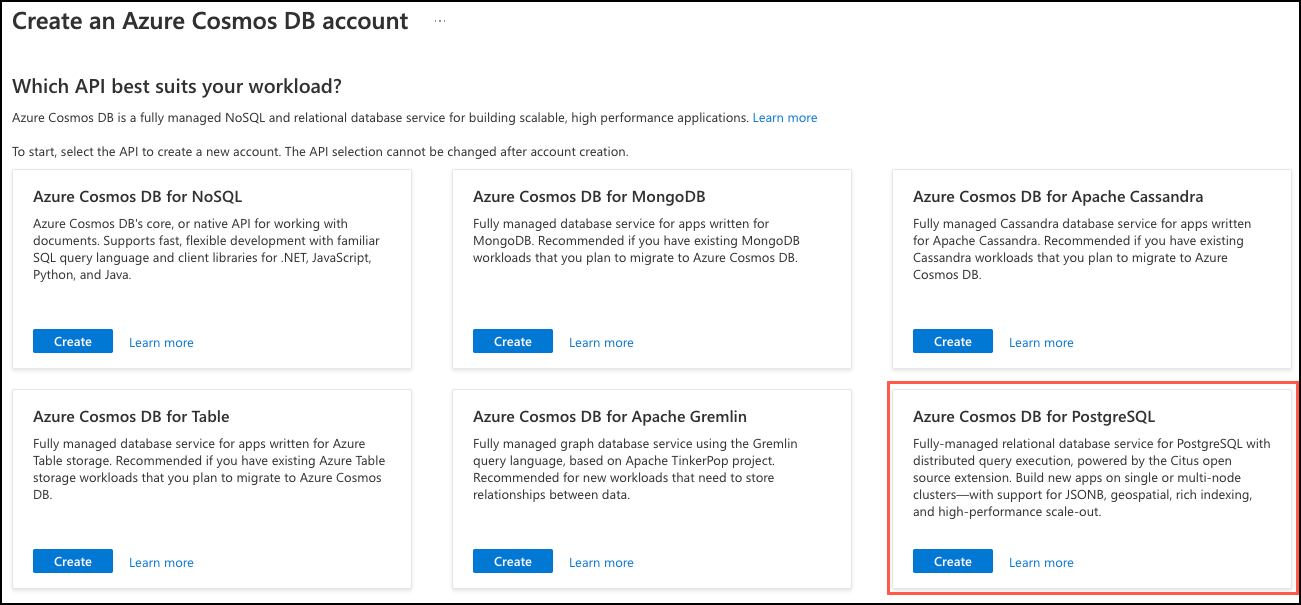 Create an Azure Cosmos DB account ...
Which API best suits your workload?
Azure Cosmos DB is a fully managed NoSQL and relational database service for building scalable, high performance applications. Learn more
To start, select the API to create a new account. The API selection cannot be changed after account creation.
Azure Cosmos DB for NoSQL
Azure Cosmos DB's core, or native API for working with
documents. Supports fast, flexible development with familiar
SQL query language and client libraries for .NET, JavaScript,
Python, and Java.
Create Learn more
Azure Cosmos DB for MongoDB
Fully managed database service for apps written for
MongoDB. Recommended if you have existing MongoDB
workloads that you plan to migrate to Azure Cosmos DB.
Create Learn more
Azure Cosmos DB for Apache Cassandra
Fully managed Cassandra database service for apps written
for Apache Cassandra. Recommended if you have existing
Cassandra workloads that you plan to migrate to Azure
Cosmos DB.
Create Learn more
Azure Cosmos DB for Table
Fully managed database service for apps written for Azure
Table storage. Recommended if you have existing Azure Table
storage workloads that you plan to migrate to Azure Cosmos
DB.
Create Learn more
Azure Cosmos DB for Apache Gremlin
Fully managed graph database service using the Gremlin
query language, based on Apache TinkerPop project.
Recommended for new workloads that need to store
relationships between data.
Create Learn more
Azure Cosmos DB for PostgreSQL
Fully-managed relational database service for PostgreSQL with
distributed query execution, powered by the Citus open
source extension. Build new apps on single or multi-node
clusters—with support for JSONB, geospatial, rich indexing,
and high-performance scale-out.
Create Learn more